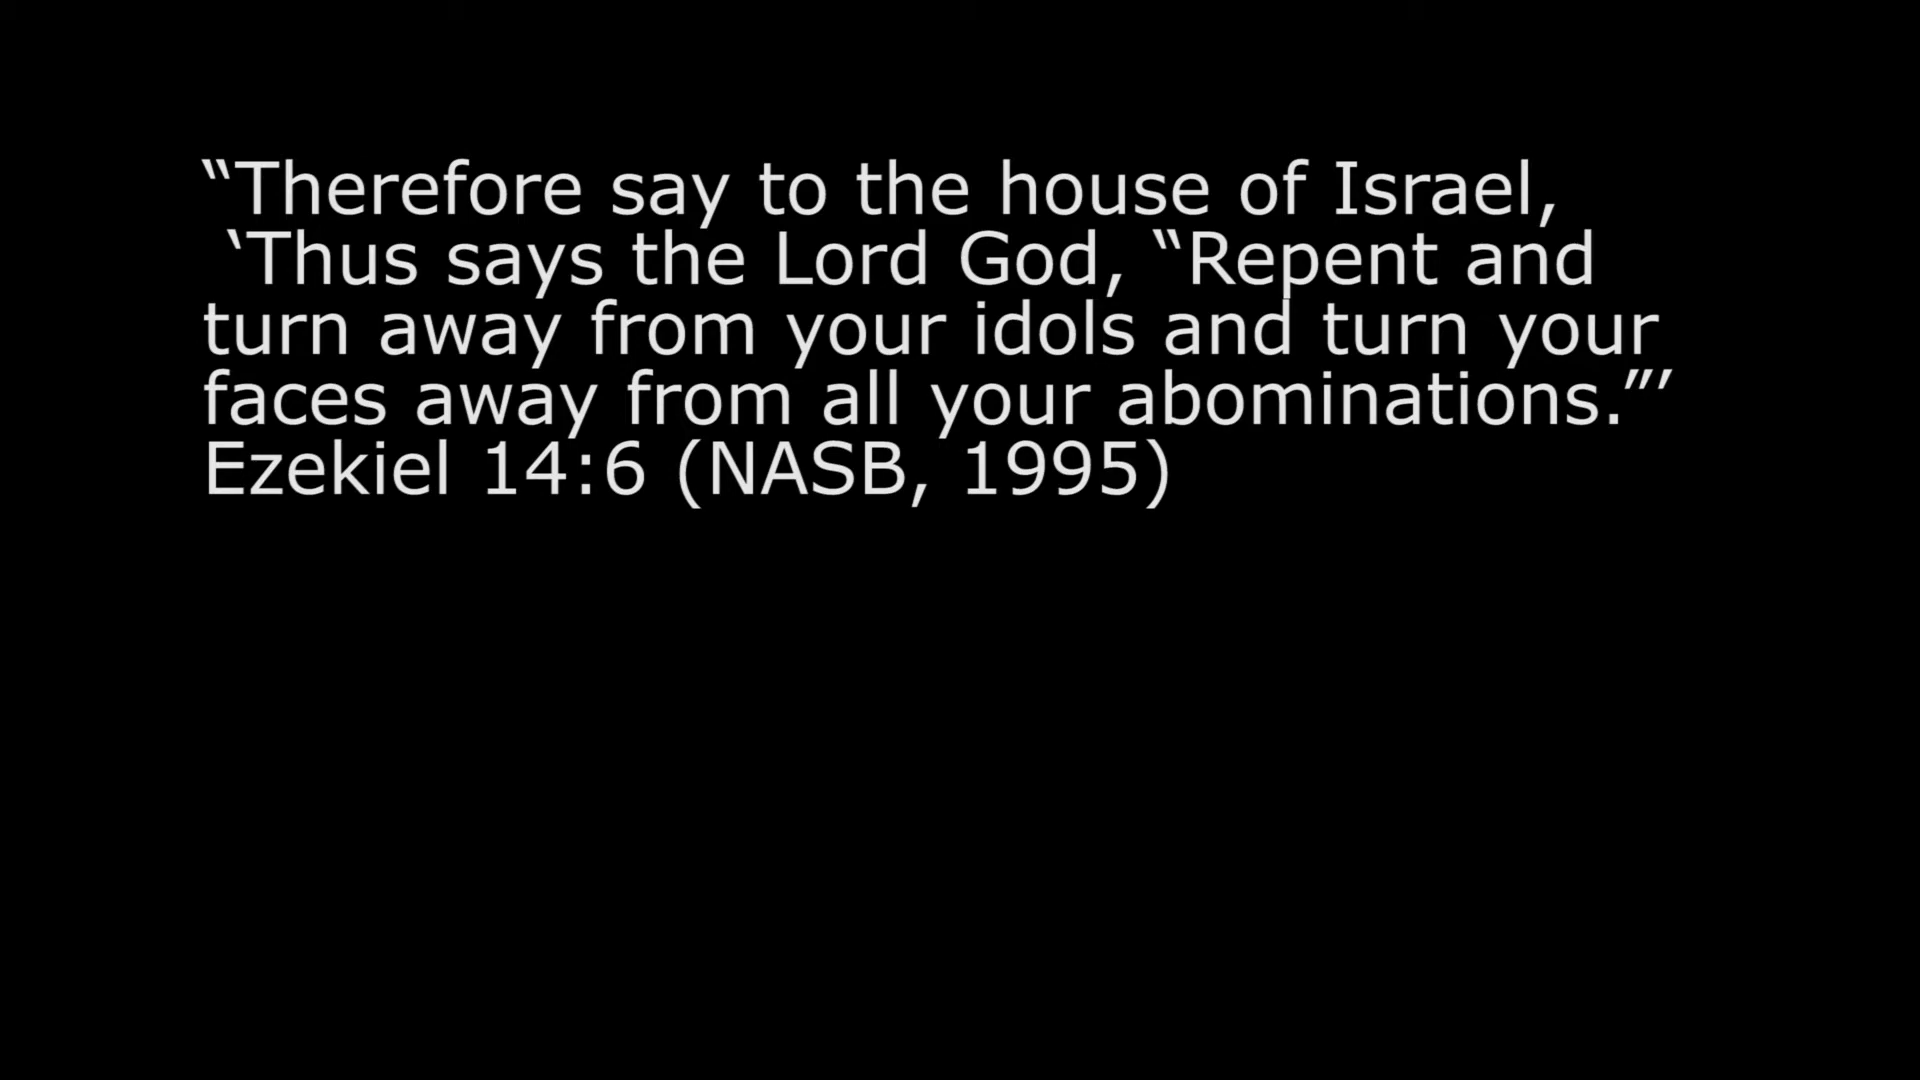 “Therefore say to the house of Israel,
‘Thus says the Lord God, “Repent and
turn away from your idols and turn your
faces away from all your abominations.”’
Ezekiel 14:6 (NASB, 1995)